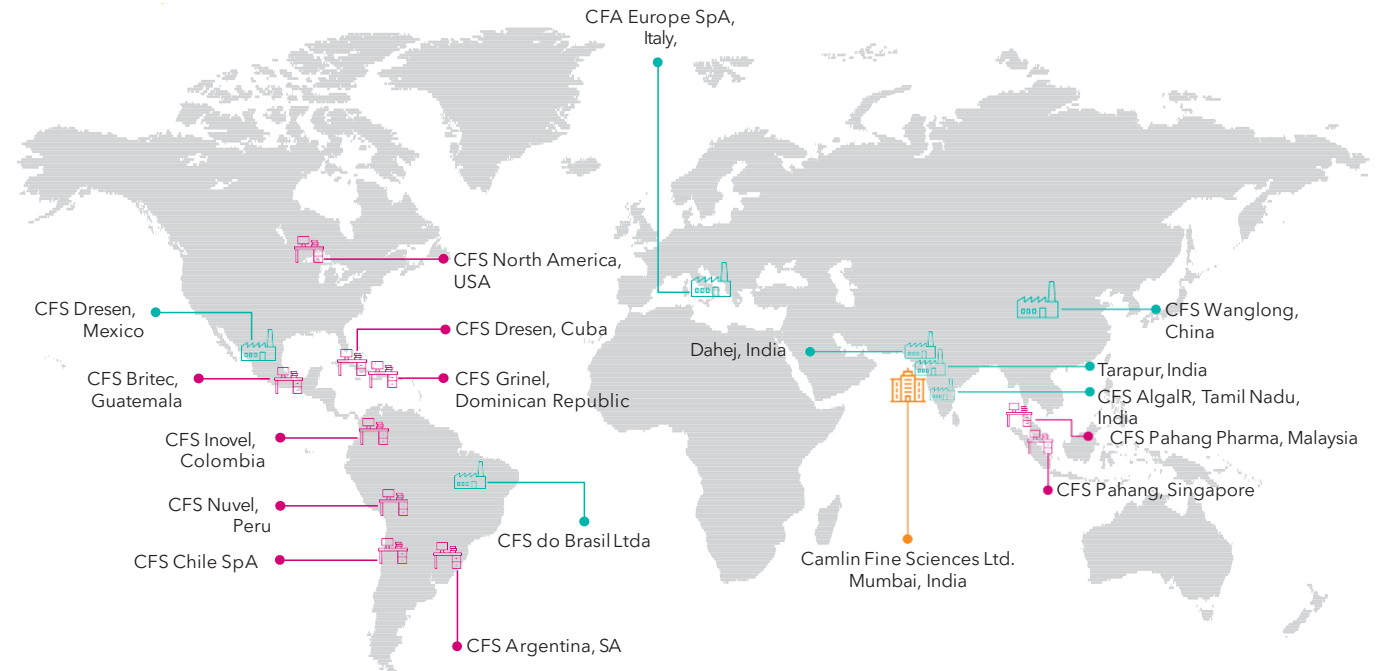 CFA Europe SpA,
Italy,
CFS North America,
USA
CFS Dresen,
Mexico
CFS Wanglong,
China
CFS Dresen, Cuba
Dahej, India
Tarapur, India
CFS Britec,
Guatemala
CFS Grinel,
Dominican Republic
CFS AlgalR, Tamil Nadu,
India
CFS Inovel,
Colombia
CFS Pahang Pharma, Malaysia
CFS Pahang, Singapore
CFS Nuvel,
Peru
CFS do Brasil Ltda
Camlin Fine Sciences Ltd.
Mumbai, India
CFS Chile SpA
CFS Argentina, SA